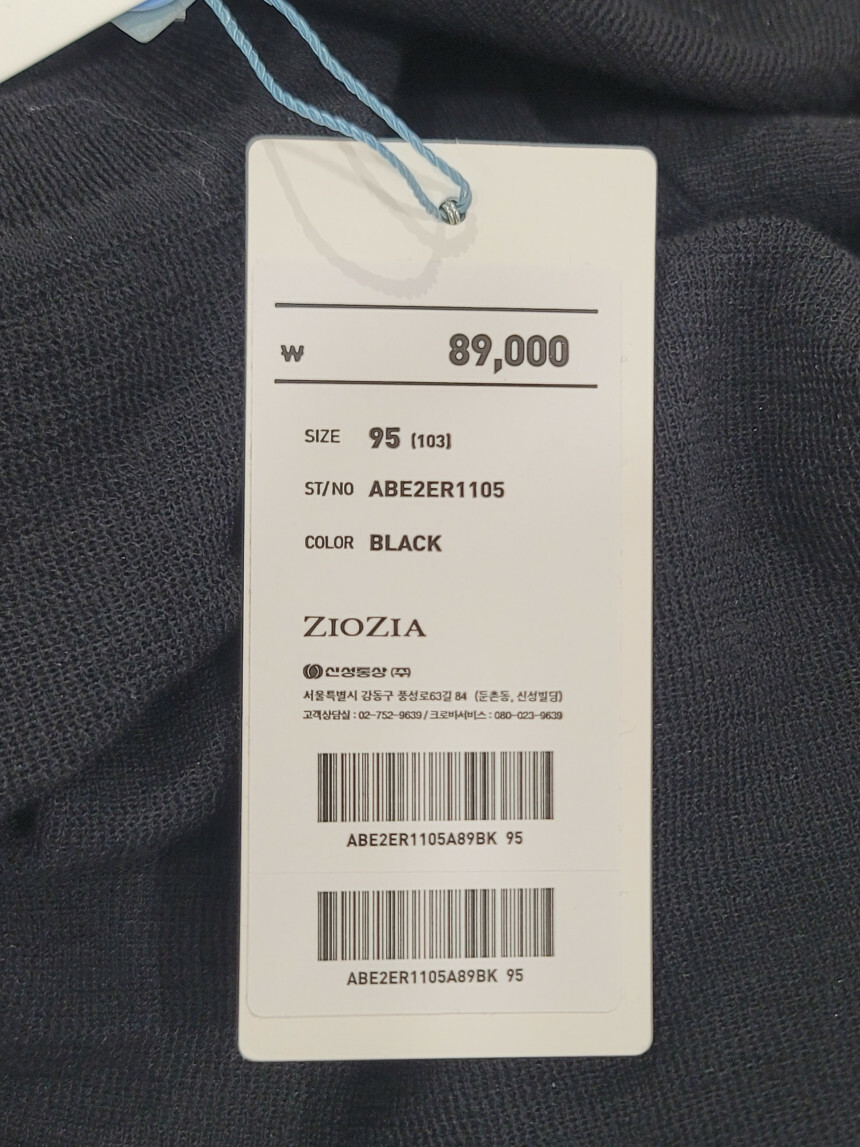 ₩ 89,000
SIZE 95 (103)
ST/NO ABE2ER1105
COLOR BLACK
ZIOZIA
신성통상 (주)
서울특별시 강동구 풍성로63길 84 (둔촌동, 신성빌딩)
고객상담실 : 02-752-9639 / 크로바서비스 : 080-023-9639
ABE2ER1105A89BK 95
ABE2ER1105A89BK 95